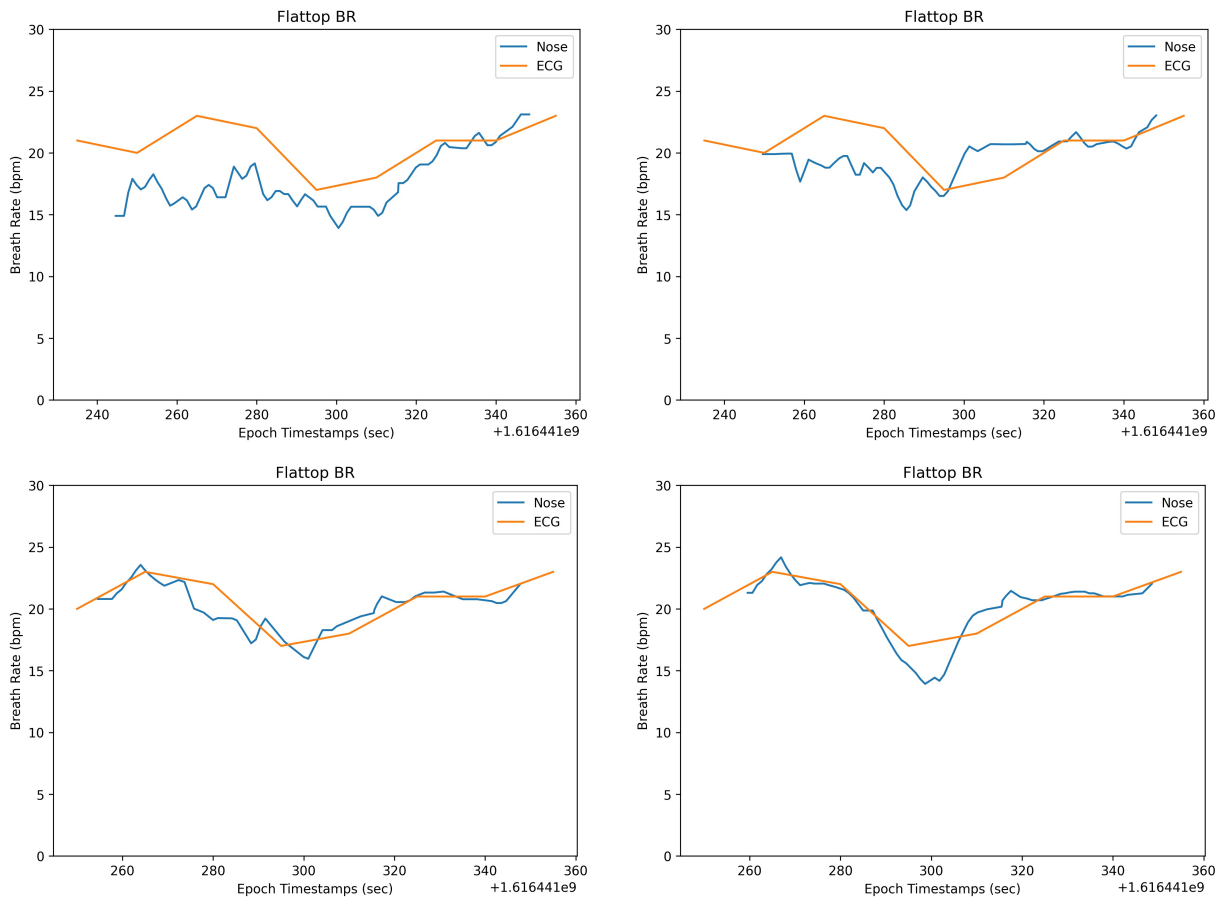 Flattop BR
30
25
20
15
10
5
0
Breath Rate (bpm)
Nose
ECG
240 260 280 300 320 340 360
Epoch Timestamps (sec)
+1.616441e9
Flattop BR
30
25
20
15
10
5
0
Breath Rate (bpm)
Nose
ECG
240 260 280 300 320 340 360
Epoch Timestamps (sec)
+1.616441e9
Flattop BR
30
25
20
15
10
5
0
Breath Rate (bpm)
Nose
ECG
260 280 300 320 340 360
Epoch Timestamps (sec)
+1.616441e9
Flattop BR
30
25
20
15
10
5
0
Breath Rate (bpm)
Nose
ECG
260 280 300 320 340 360
Epoch Timestamps (sec)
+1.616441e9